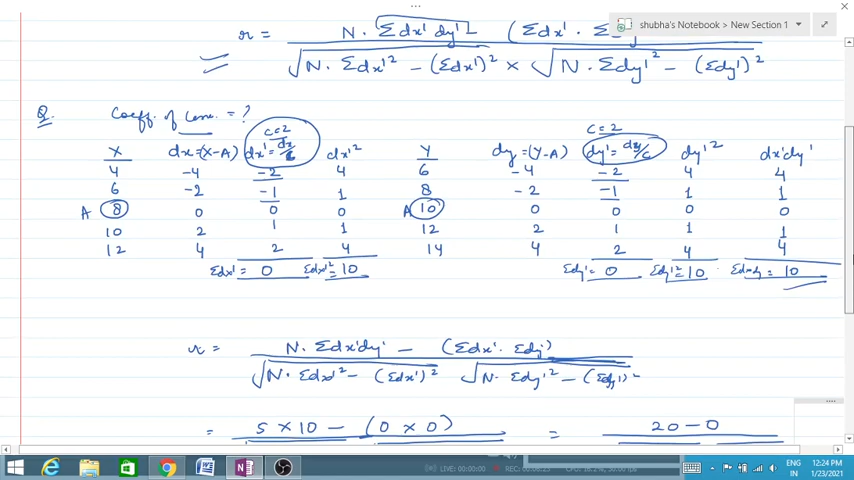 shubha's Notebook > New Section 1
r = N. Σdx' dy' - (Σdx' . Σ
√N. Σdx'² - (Σdx')² × √N. Σdy'² - (Σdy')²
Q. Coeff. of Corr. = ?
c=2 c=2
X dx=(X-A) dx'=dx/c dx'² Y dy=(Y-A) dy'=dy/c dy'² dx'dy'
4 -4 -2 4 6 -4 -2 4 4
6 -2 -1 1 8 -2 -1 1 1
A 8 0 0 0 A 10 0 0 0 0
10 2 1 1 12 2 1 1 1
12 4 2 4 14 4 2 4 4
Σdx'= 0 Σdx'²=10 Σdy'= 0 Σdy'²=10 Σdxdy = 10
r = N. Σdx'dy' - (Σdx'. Σdy')
√N. Σdx'² - (Σdx')² √N. Σdy'² - (Σdy')²
= 5 × 10 - (0 × 0) = 20-0
LIVE: 00:00:00
ENG 12:24 PM
IN 1/23/2021